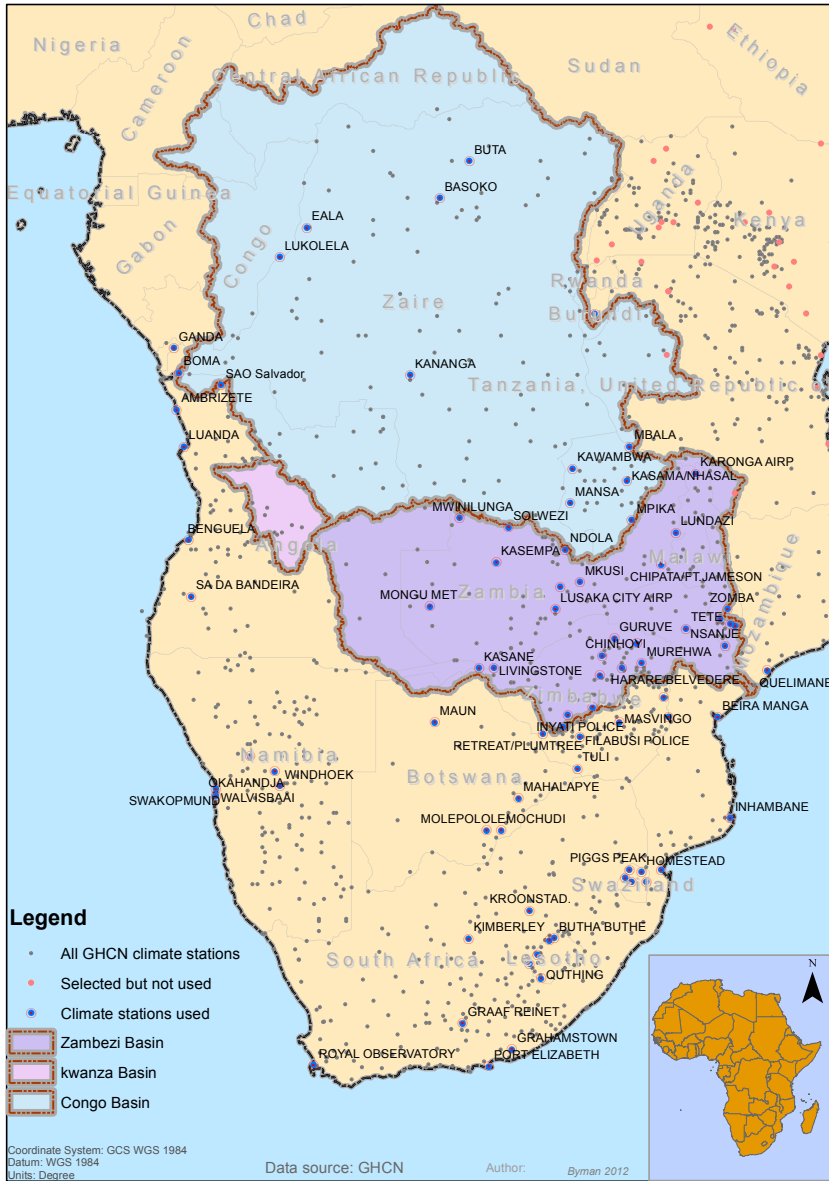 Chad
Nigeria
Ethiopia
Sudan
Cameroon
Central African Republic
BUTA
Uganda
Equatorial Guinea
BASOKO
Kenya
EALA
Gabon
Congo
LUKOLELA
Rwanda
Zaire
Burundi
GANDA
BOMA
SAO Salvador
KANANGA
Tanzania, United Republic of
AMBRIZETE
LUANDA
MBALA
KAWAMBWA
KARONGA AIRP
KASAMA/NHASAL
MANSA
MWINILUNGA
SOLWEZI
MPIKA
LUNDAZI
BENGUELA
Angola
NDOLA
Malawi
KASEMPA
MKUSI
CHIPATA/FT.JAMESON
SA DA BANDEIRA
Zambia
MONGU MET
LUSAKA CITY AIRP
ZOMBA
TETE
Mozambique
GURUVE
NSANJE
CHINHOYI
MUREHWA
KASANE
LIVINGSTONE
HARARE/BELVEDERE
QUELIMANE
Zimbabwe
BEIRA MANGA
MAUN
MASVINGO
INYATI POLICE
RETREAT/PLUMTREE
FILABUSI POLICE
Namibia
TULI
WINDHOEK
Botswana
OKAHANDJA
MAHALAPYE
SWAKOPMUND
WALVISBAAI
INHAMBANE
MOLEPOLOLE
MOCHUDI
PIGGS PEAK
HOMESTEAD
Swaziland
KROONSTAD.
BUTHA BUTHE
KIMBERLEY
South Africa
Lesotho
QUTHING
GRAAF REINET
GRAHAMSTOWN
ROYAL OBSERVATORY
PORT ELIZABETH
Legend
All GHCN climate stations
Selected but not used
Climate stations used
Zambezi Basin
kwanza Basin
Congo Basin
N
Coordinate System: GCS WGS 1984
Datum: WGS 1984
Units: Degree
Data source: GHCN
Author:
Byman 2012